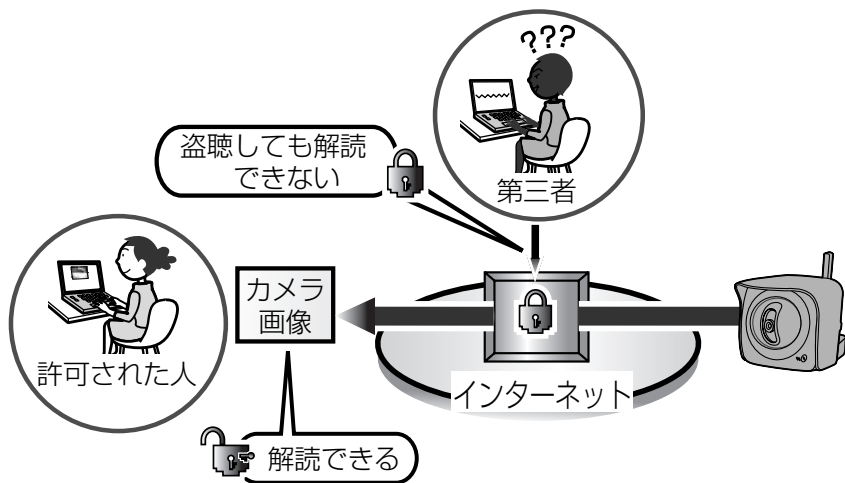 ???
盗聴しても解読
できない
第三者
カメラ
画像
許可された人
インターネット
解読できる